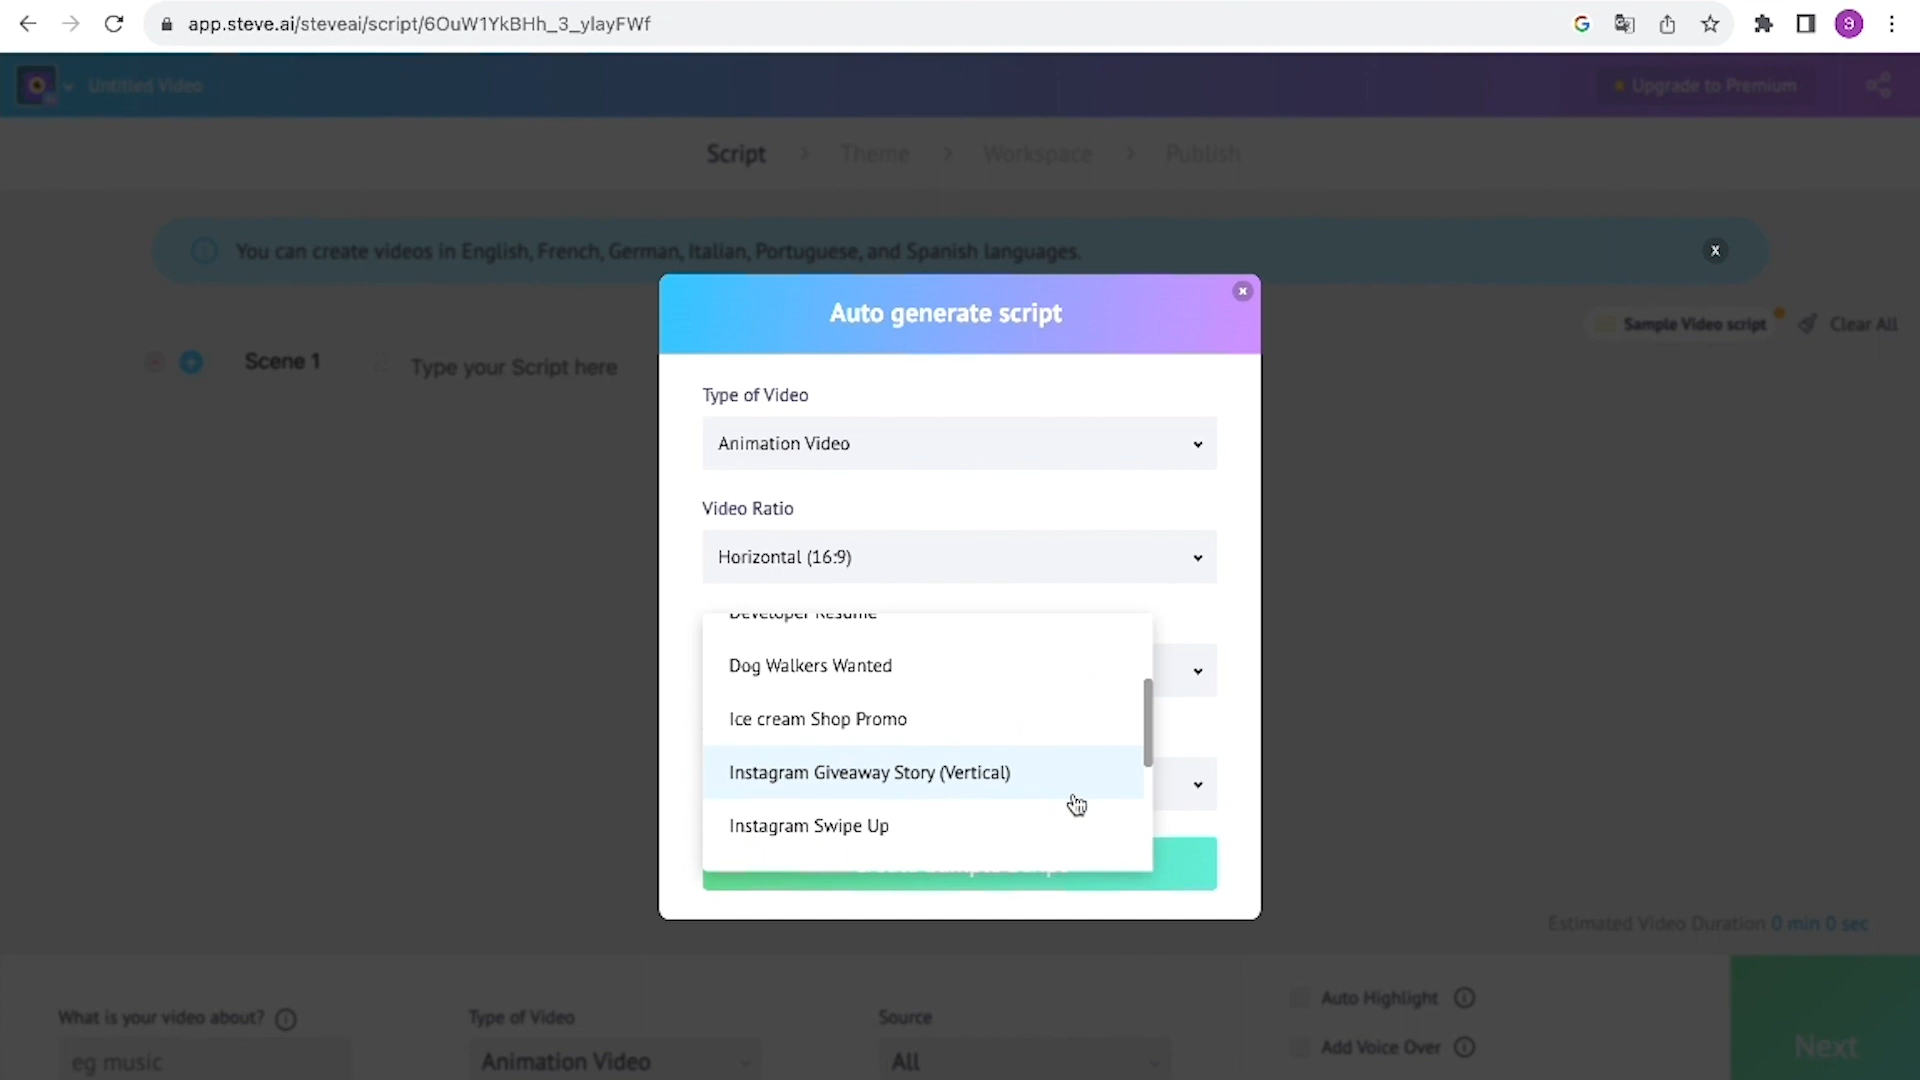 app.steve.ai/steveai/script/6OuW1YkBHh_3_ylayFWf
9
Untitled Video
Upgrade to Premium
Script > Theme > Workspace > Publish
You can create videos in English, French, German, Italian, Portuguese, and Spanish languages.
x
Auto generate script
Sample Video script
Clear All
Scene 1
Type your Script here
Type of Video
Animation Video
Video Ratio
Horizontal (16:9)
Developer Resume
Dog Walkers Wanted
Ice cream Shop Promo
Instagram Giveaway Story (Vertical)
Instagram Swipe Up
Estimated Video Duration 0 min 0 sec
What is your video about?
Type of Video
Source
Auto Highlight
eg music
Animation Video
All
Add Voice Over
Next